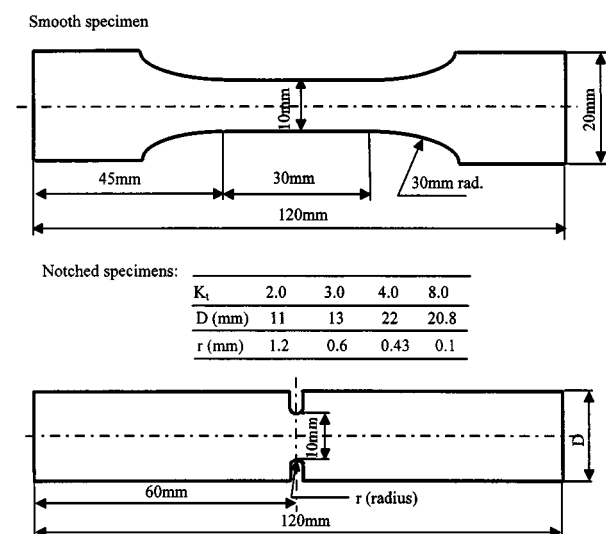 Smooth specimen
10mm
20mm
45mm
30mm
30mm rad.
120mm
Notched specimens:
Kt 2.0 3.0 4.0 8.0
D (mm) 11 13 22 20.8
r (mm) 1.2 0.6 0.43 0.1
10mm
D
60mm
r (radius)
120mm